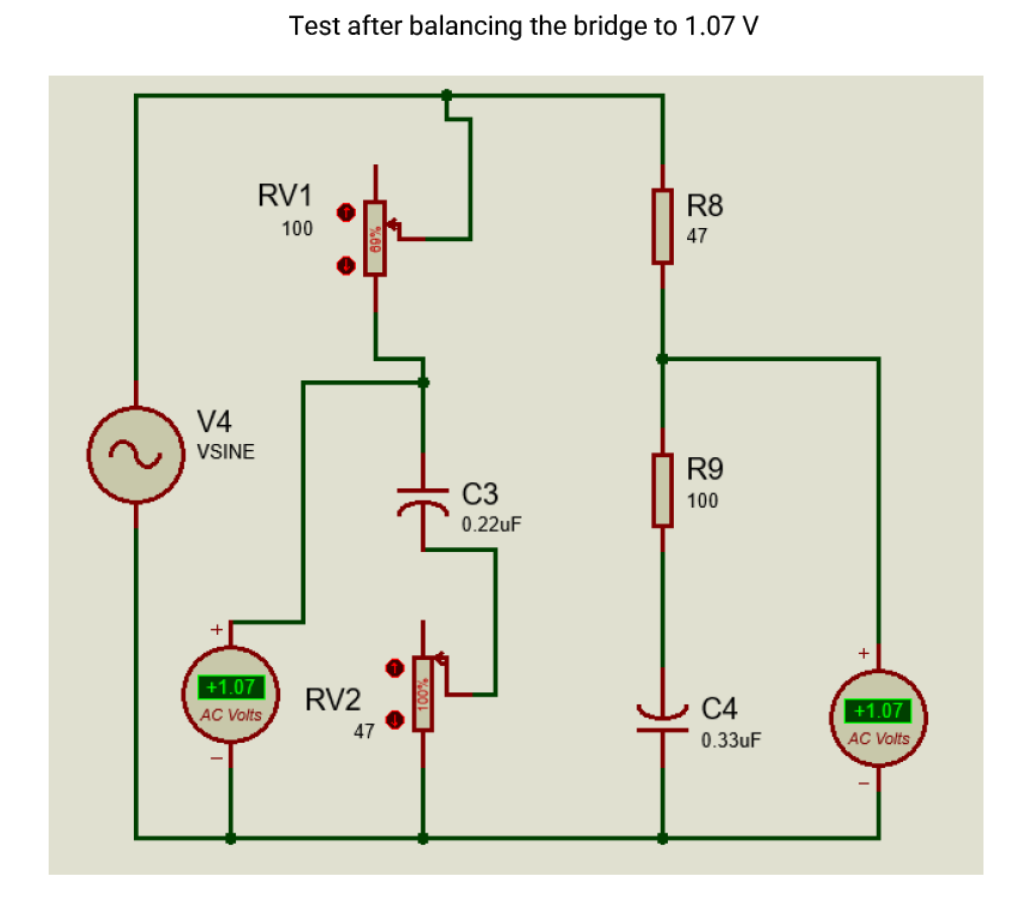 Test after balancing the bridge to 1.07 V
RV1
100
69%
R8
47
V4
VSINE
C3
0.22uF
R9
100
+
+1.07
AC Volts
−
RV2
47
100%
C4
0.33uF
+
+1.07
AC Volts
−